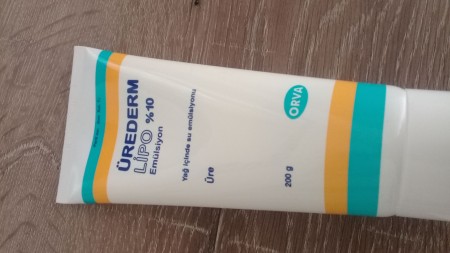 ÜREDERM
LİPO %10
Emülsiyon
Yağ içinde su emülsiyonu
Üre
200 g
ORVA